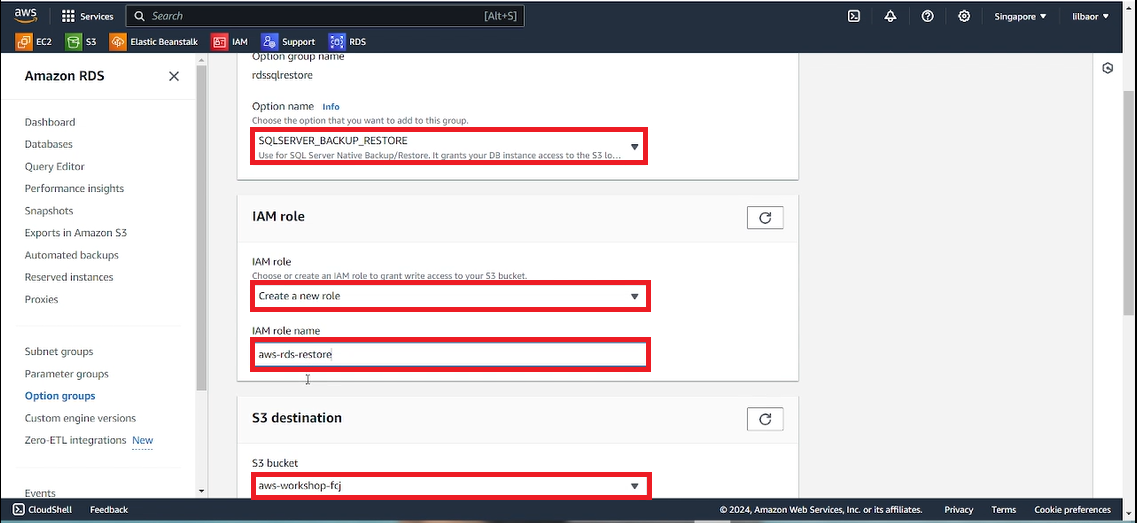 aws
Services
Search
[Alt+S]
Singapore
lilbaor
EC2
S3
Elastic Beanstalk
IAM
Support
RDS
Amazon RDS
Dashboard
Databases
Query Editor
Performance insights
Snapshots
Exports in Amazon S3
Automated backups
Reserved instances
Proxies
Subnet groups
Parameter groups
Option groups
Custom engine versions
Zero-ETL integrations New
Events
Option group name
rdssqlrestore
Option name Info
Choose the option that you want to add to this group.
SQLSERVER_BACKUP_RESTORE
Use for SQL Server Native Backup/Restore. It grants your DB instance access to the S3 lo...
IAM role
IAM role
Choose or create an IAM role to grant write access to your S3 bucket.
Create a new role
IAM role name
aws-rds-restore
S3 destination
S3 bucket
aws-workshop-fcj
CloudShell
Feedback
© 2024, Amazon Web Services, Inc. or its affiliates.
Privacy
Terms
Cookie preferences